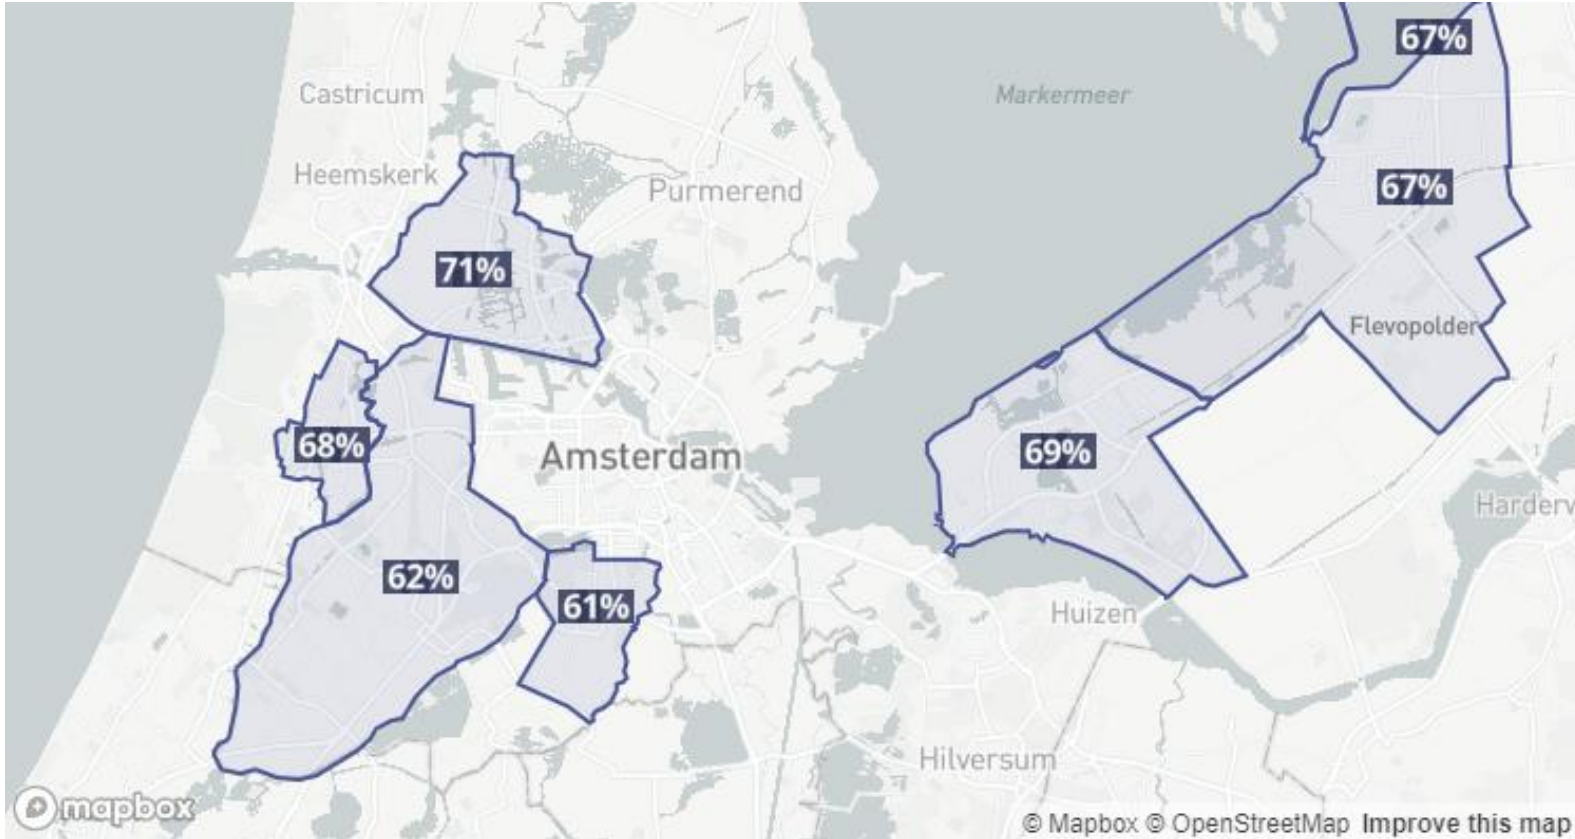 67%
Castricum
Markermeer
Heemskerk
Purmerend
67%
71%
Flevopolder
68%
Amsterdam
69%
Harderw
62%
61%
Huizen
Hilversum
mapbox
© Mapbox © OpenStreetMap Improve this map